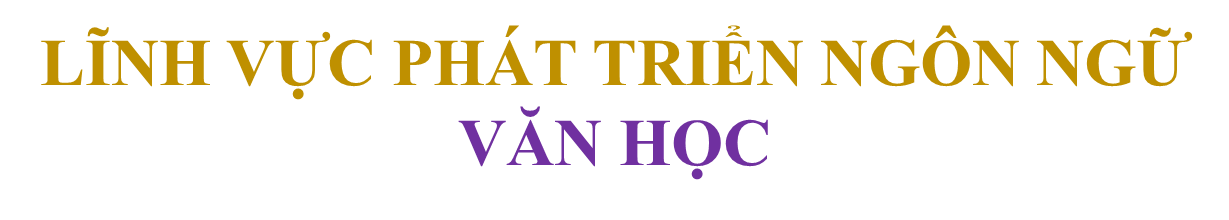 LĨNH VỰC PHÁT TRIỂN NGÔN NGỮ
VĂN HỌC